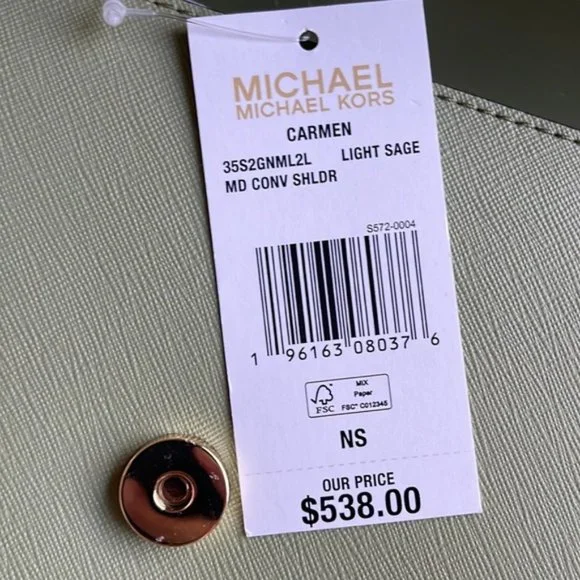 MICHAEL
MICHAEL KORS
CARMEN
35S2GNML2L LIGHT SAGE
MD CONV SHLDR
S572-0004
1 96163 08037 6
FSC
MIX
Paper
FSC™ C012345
NS
OUR PRICE
$538.00